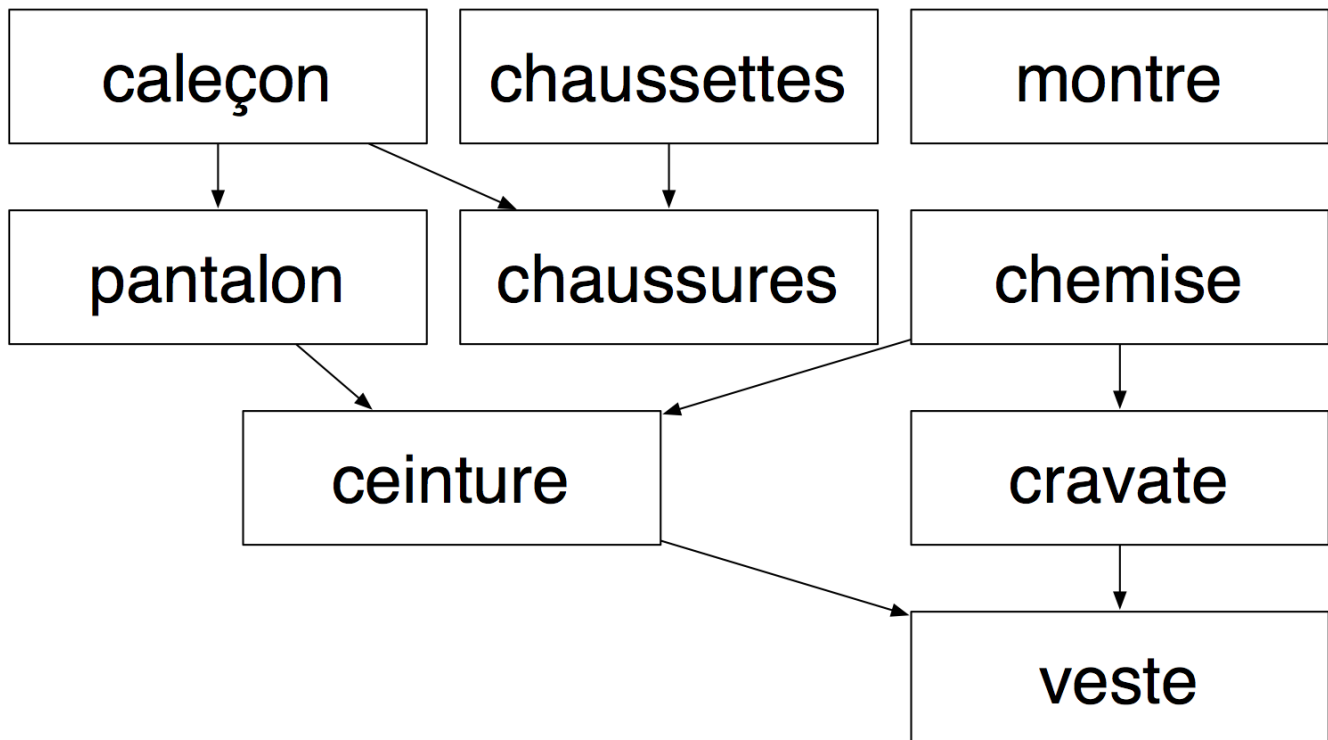 caleçon
chaussettes
montre
pantalon
chaussures
chemise
ceinture
cravate
veste